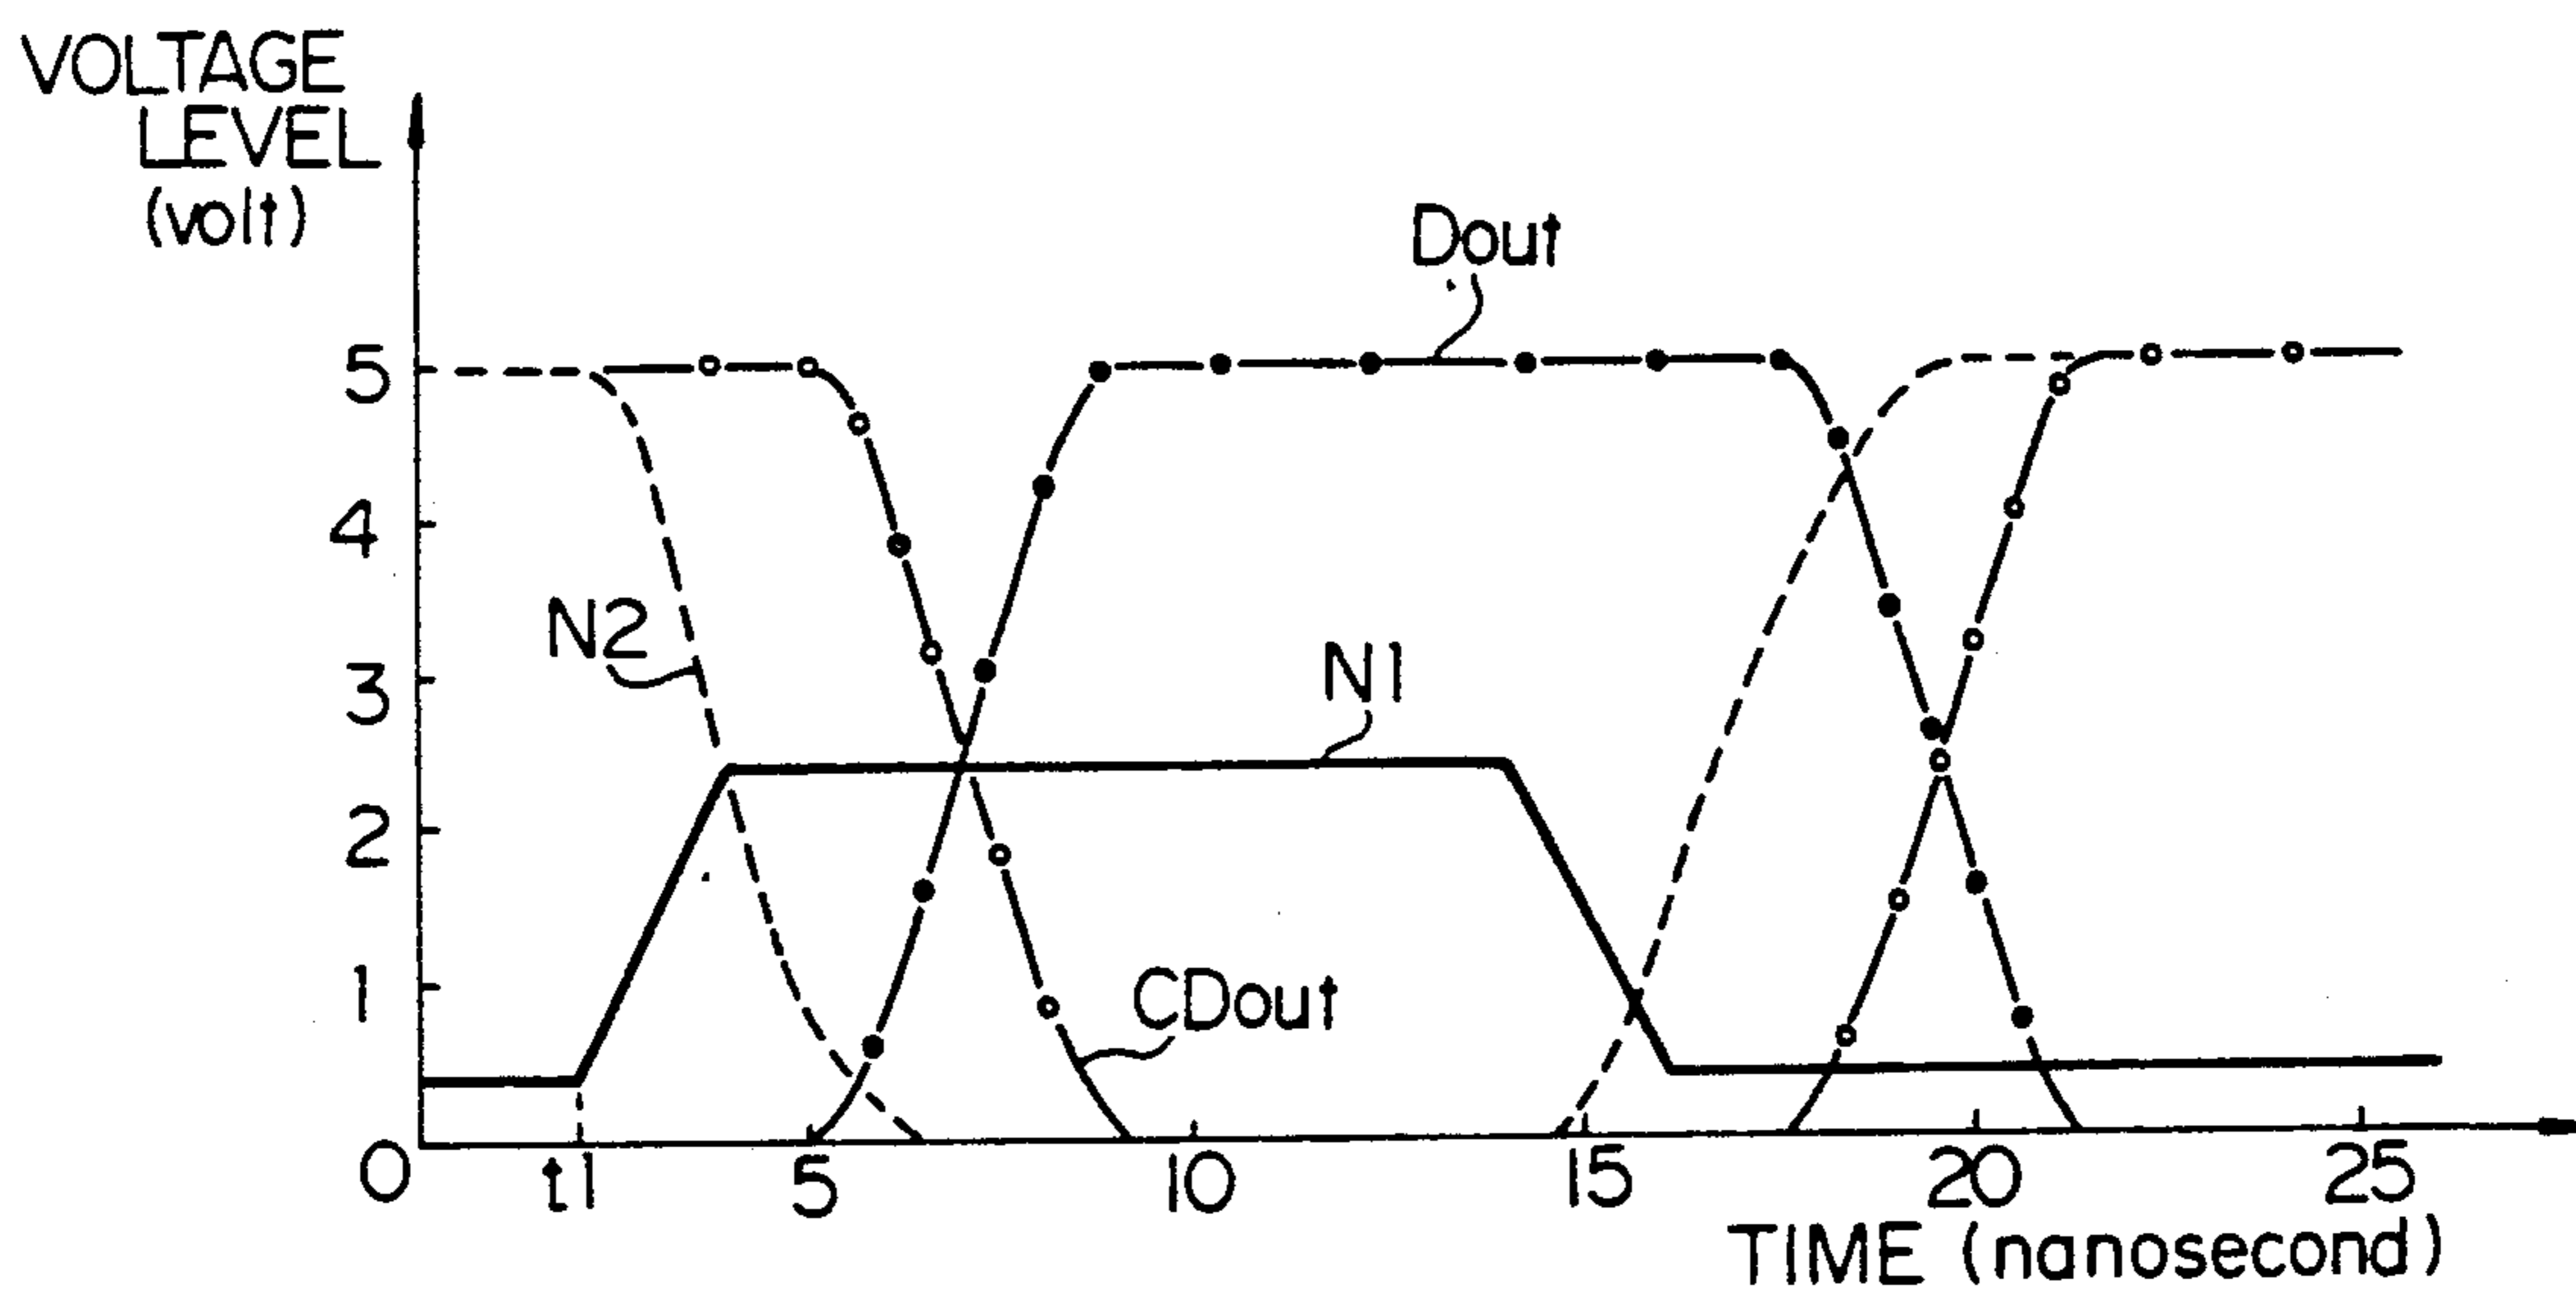 VOLTAGE
LEVEL
(volt)
Dout
5
4
N2
3
N1
2
1
CDout
0
t1
5
10
15
20
25
TIME (nanosecond)